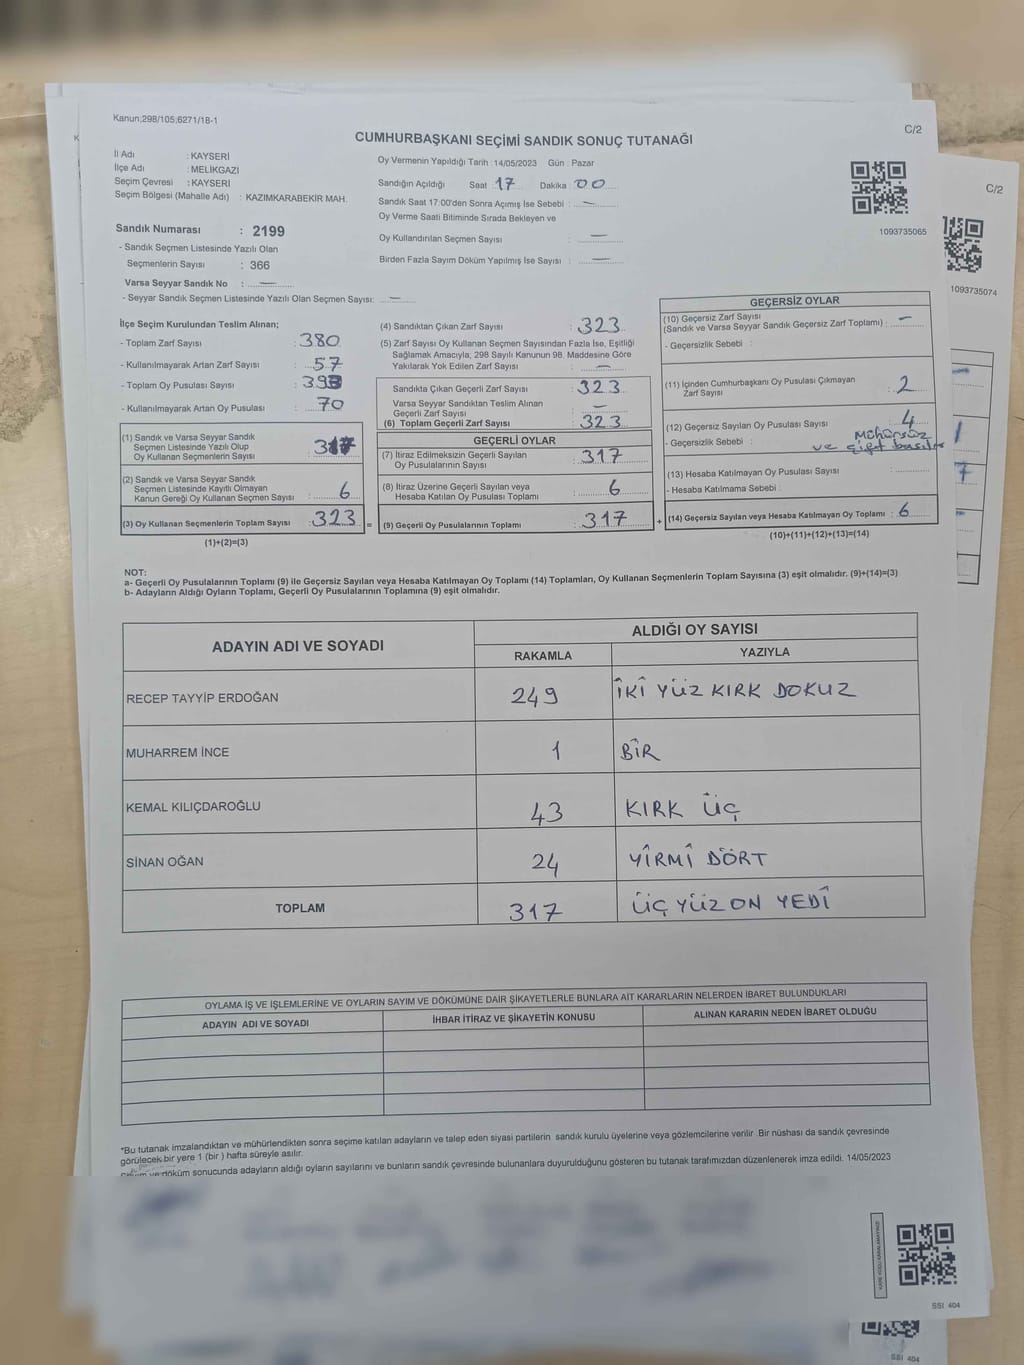 Kanun;298/105;6271/18-1
C/2
CUMHURBAŞKANI SEÇİMİ SANDIK SONUÇ TUTANAĞI
İl Adı : KAYSERİ
İlçe Adı : MELİKGAZİ
Seçim Çevresi : KAYSERİ
Seçim Bölgesi (Mahalle Adı) : KAZIMKARABEKİR MAH.
Oy Vermenin Yapıldığı Tarih : 14/05/2023 Gün : Pazar
Sandığın Açıldığı Saat : 17 Dakika : 00
Sandık Saat 17:00'den Sonra Açımış İse Sebebi : —
Oy Verme Saati Bitiminde Sırada Bekleyen ve
Oy Kullandırılan Seçmen Sayısı : —
Birden Fazla Sayım Döküm Yapılmış İse Sayısı : —
1093735065
Sandık Numarası : 2199
- Sandık Seçmen Listesinde Yazılı Olan
Seçmenlerin Sayısı : 366
Varsa Seyyar Sandık No : —
- Seyyar Sandık Seçmen Listesinde Yazılı Olan Seçmen Sayısı: —
İlçe Seçim Kurulundan Teslim Alınan;
- Toplam Zarf Sayısı : 380
- Kullanılmayarak Artan Zarf Sayısı : 57
- Toplam Oy Pusulası Sayısı :
- Kullanılmayarak Artan Oy Pusulası : 70
(1) Sandık ve Varsa Seyyar Sandık
Seçmen Listesinde Yazılı Olup
Oy Kullanan Seçmenlerin Sayısı : 317
(2) Sandık ve Varsa Seyyar Sandık
Seçmen Listesinde Kayıtlı Olmayan
Kanun Gereği Oy Kullanan Seçmen Sayısı : 6
(3) Oy Kullanan Seçmenlerin Toplam Sayısı : 323
(1)+(2)=(3)
(4) Sandıktan Çıkan Zarf Sayısı : 323
(5) Zarf Sayısı Oy Kullanan Seçmen Sayısından Fazla İse, Eşitliği
Sağlamak Amacıyla, 298 Sayılı Kanunun 98. Maddesine Göre
Yakılarak Yok Edilen Zarf Sayısı : —
Sandıkta Çıkan Geçerli Zarf Sayısı : 323
Varsa Seyyar Sandıktan Teslim Alınan
Geçerli Zarf Sayısı : —
(6) Toplam Geçerli Zarf Sayısı : 323
GEÇERLİ OYLAR
(7) İtiraz Edilmeksizin Geçerli Sayılan
Oy Pusulalarının Sayısı : 317
(8) İtiraz Üzerine Geçerli Sayılan veya
Hesaba Katılan Oy Pusulası Toplamı : 6
= (9) Geçerli Oy Pusulalarının Toplamı : 317
GEÇERSİZ OYLAR
(10) Geçersiz Zarf Sayısı
(Sandık ve Varsa Seyyar Sandık Geçersiz Zarf Toplamı) : —
- Geçersizlik Sebebi :
(11) İçinden Cumhurbaşkanı Oy Pusulası Çıkmayan
Zarf Sayısı : 2
(12) Geçersiz Sayılan Oy Pusulası Sayısı : 4
- Geçersizlik Sebebi : Mühürsüz
ve çift basılı
(13) Hesaba Katılmayan Oy Pusulası Sayısı :
- Hesaba Katılmama Sebebi :
+ (14) Geçersiz Sayılan veya Hesaba Katılmayan Oy Toplamı : 6
(10)+(11)+(12)+(13)=(14)
NOT:
a- Geçerli Oy Pusulalarının Toplamı (9) ile Geçersiz Sayılan veya Hesaba Katılmayan Oy Toplamı (14) Toplamları, Oy Kullanan Seçmenlerin Toplam Sayısına (3) eşit olmalıdır. (9)+(14)=(3)
b- Adayların Aldığı Oyların Toplamı, Geçerli Oy Pusulalarının Toplamına (9) eşit olmalıdır.
ADAYIN ADI VE SOYADI
ALDIĞI OY SAYISI
RAKAMLA YAZIYLA
RECEP TAYYİP ERDOĞAN 249 İKİ YÜZ KIRK DOKUZ
MUHARREM İNCE 1 BİR
KEMAL KILIÇDAROĞLU 43 KIRK ÜÇ
SİNAN OĞAN 24 YİRMİ DÖRT
TOPLAM 317 ÜÇ YÜZ ON YEDİ
OYLAMA İŞ VE İŞLEMLERİNE VE OYLARIN SAYIM VE DÖKÜMÜNE DAİR ŞİKAYETLERLE BUNLARA AİT KARARLARIN NELERDEN İBARET BULUNDUKLARI
ADAYIN ADI VE SOYADI İHBAR İTİRAZ VE ŞİKAYETİN KONUSU ALINAN KARARIN NEDEN İBARET OLDUĞU
*Bu tutanak imzalandıktan ve mühürlendikten sonra seçime katılan adayların ve talep eden siyasi partilerin sandık kurulu üyelerine veya gözlemcilerine verilir .Bir nüshası da sandık çevresinde
görülecek bir yere 1 (bir ) hafta süreyle asılır.
döküm sonucunda adayların aldığı oyların sayılarını ve bunların sandık çevresinde bulunanlara duyurulduğunu gösteren bu tutanak tarafımızdan düzenlenerek imza edildi. 14/05/2023
SSI 404
C/2
1093735074
1
7
SSI 404